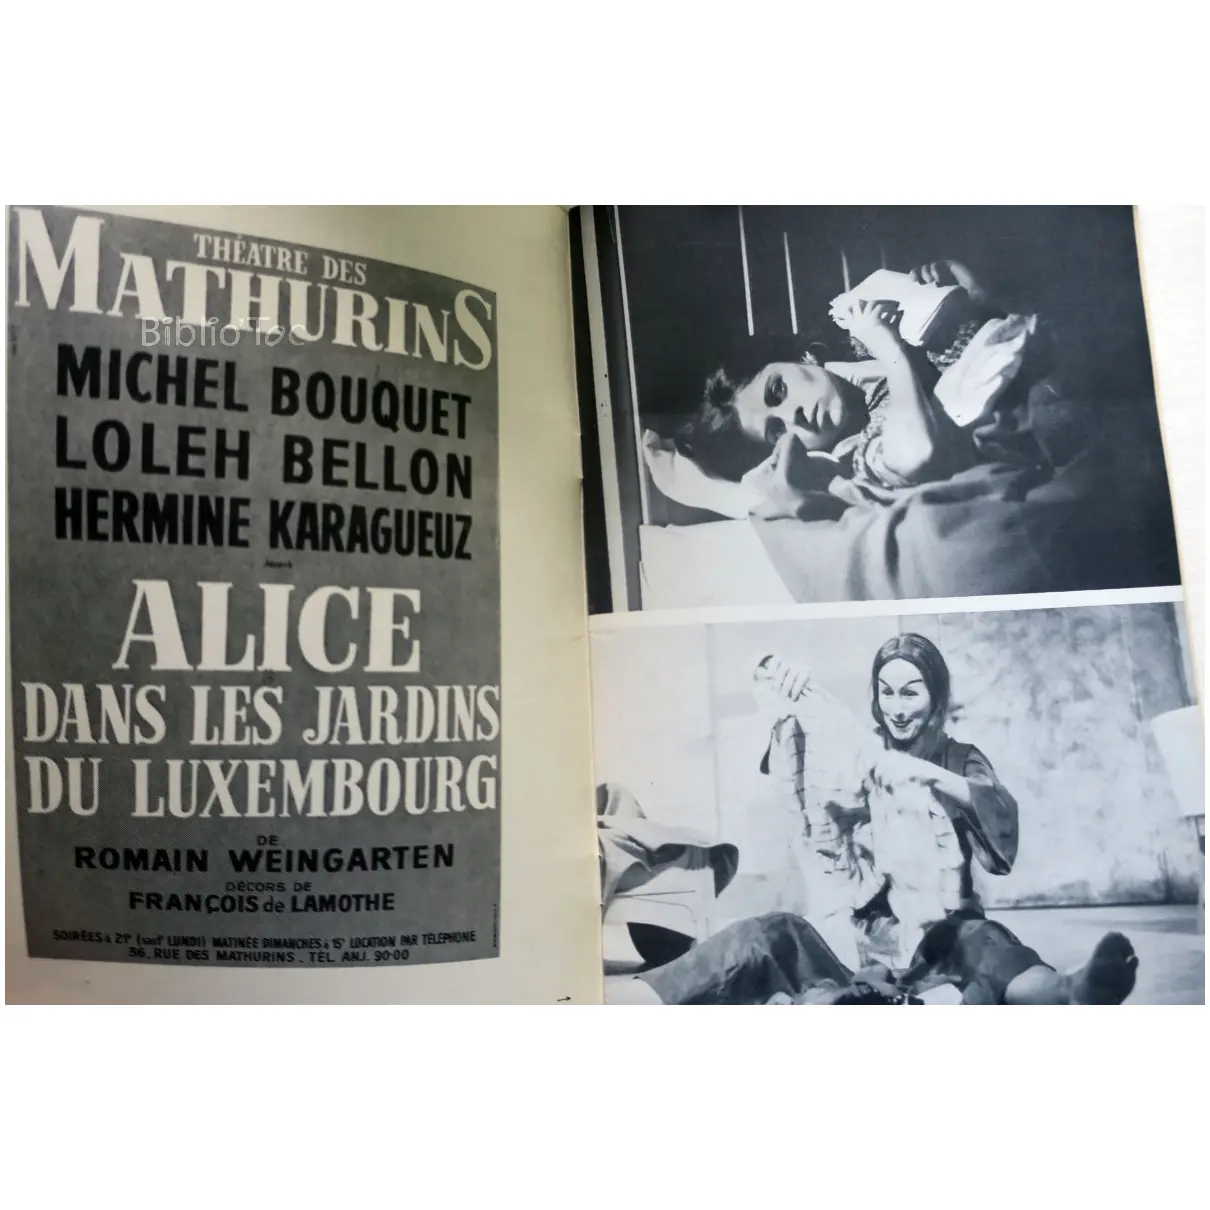 THÉATRE DES
MATHURINS
Biblio'Toc
MICHEL BOUQUET
LOLEH BELLON
HERMINE KARAGUEUZ
ALICE
DANS LES JARDINS
DU LUXEMBOURG
DE
ROMAIN WEINGARTEN
DÉCORS DE
FRANÇOIS de LAMOTHE
SOIRÉES à 21ʰ (sauf LUNDI) MATINÉE DIMANCHES à 15ʰ LOCATION PAR TÉLÉPHONE
36, RUE DES MATHURINS . TÉL. ANJ. 90-00